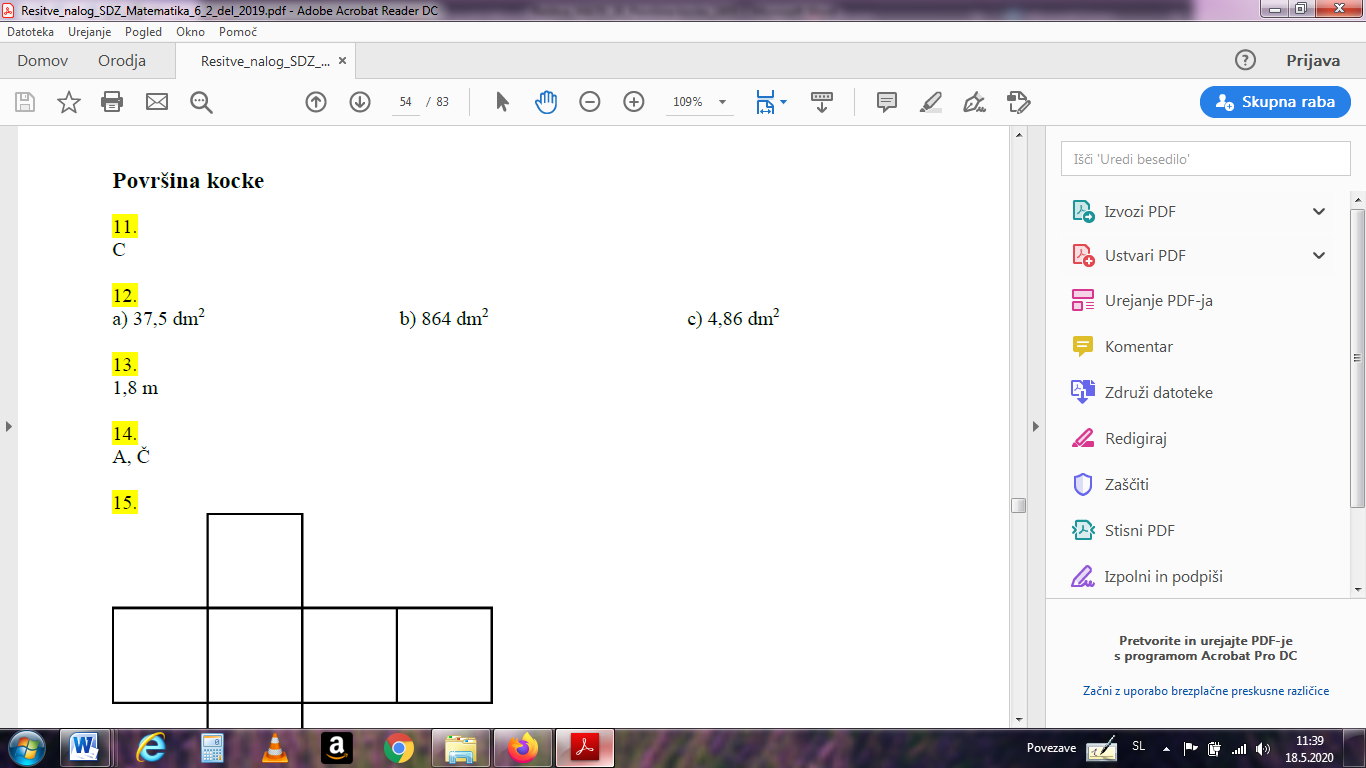 Resitve_nalog_SDZ_Matematika_6_2_del_2019.pdf - Adobe Acrobat Reader DC
Datoteka Urejanje Pogled Okno Pomoč
Domov Orodja Resitve_nalog_SDZ_... ×
Prijava
54 / 83
109%
Skupna raba
Površina kocke
11.
C
12.
a) 37,5 dm² b) 864 dm² c) 4,86 dm²
13.
1,8 m
14.
A, Č
15.
Išči 'Uredi besedilo'
Izvozi PDF
Ustvari PDF
Urejanje PDF-ja
Komentar
Združi datoteke
Redigiraj
Zaščiti
Stisni PDF
Izpolni in podpiši
Pretvorite in urejajte PDF-je
s programom Acrobat Pro DC
Začni z uporabo brezplačne preskusne različice
Povezave SL 11:39
18.5.2020